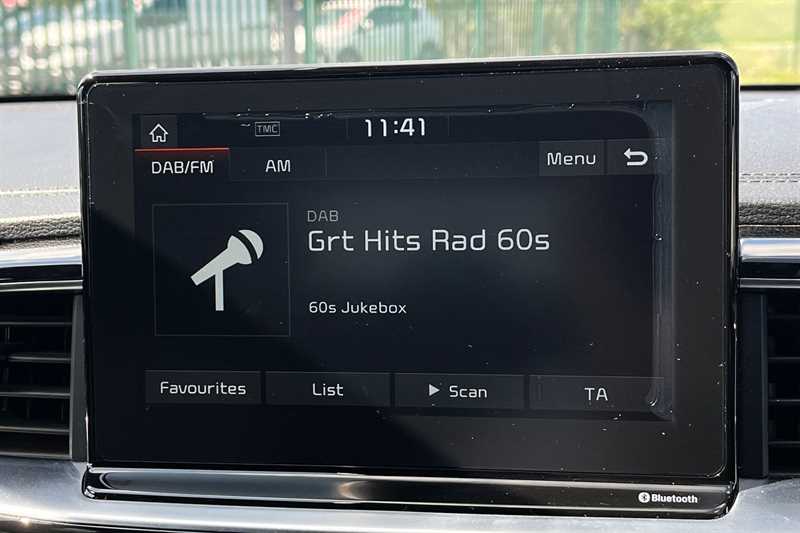 TMC
11:41
DAB/FM
AM
Menu
DAB
Grt Hits Rad 60s
60s Jukebox
Favourites
List
Scan
TA
Bluetooth